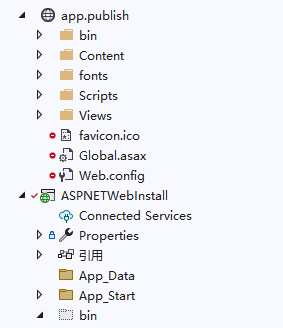 app.publish
bin
Content
fonts
Scripts
Views
favicon.ico
Global.asax
Web.config
ASPNETWebInstall
Connected Services
Properties
引用
App_Data
App_Start
bin